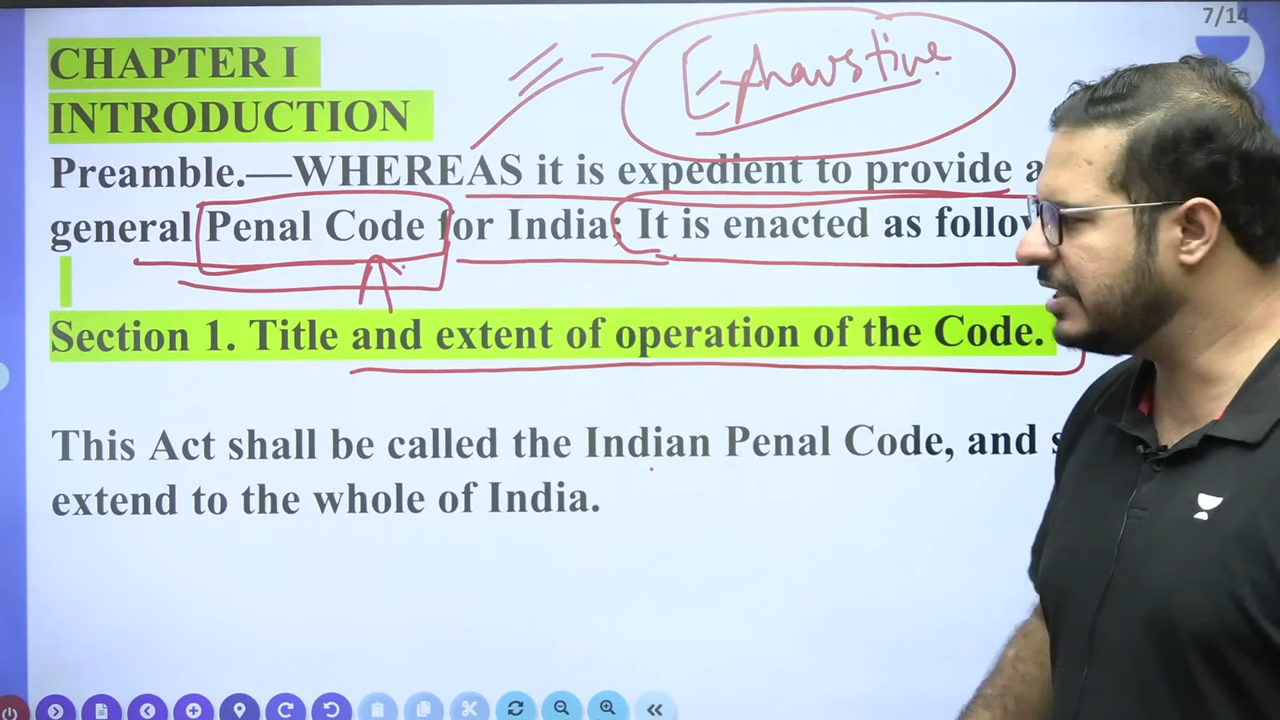 7/14
CHAPTER I
Exhaustive
INTRODUCTION
Preamble.—WHEREAS it is expedient to provide a
general Penal Code for India; It is enacted as follow
Section 1. Title and extent of operation of the Code.
This Act shall be called the Indian Penal Code, and s
extend to the whole of India.